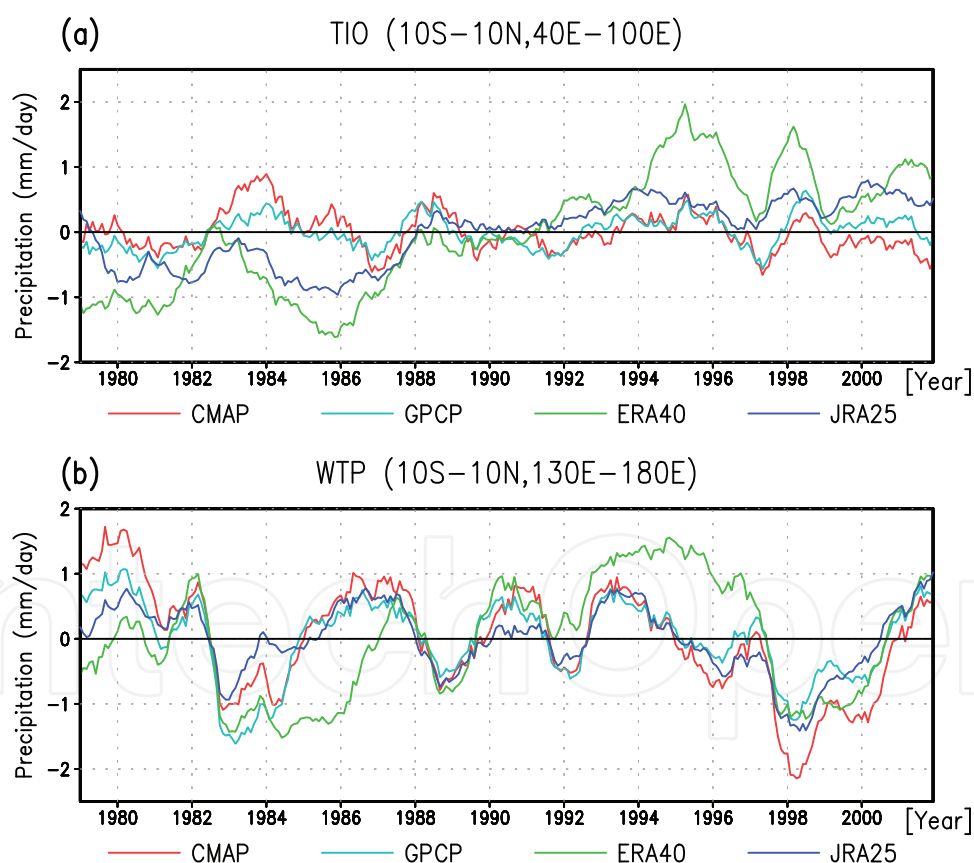 (a) TIO (10S-10N,40E-100E)
Precipitation (mm/day)
2
1
0
-1
-2
1980 1982 1984 1986 1988 1990 1992 1994 1996 1998 2000 [Year]
CMAP GPCP ERA40 JRA25
(b) WTP (10S-10N,130E-180E)
Precipitation (mm/day)
2
1
0
-1
-2
1980 1982 1984 1986 1988 1990 1992 1994 1996 1998 2000 [Year]
CMAP GPCP ERA40 JRA25